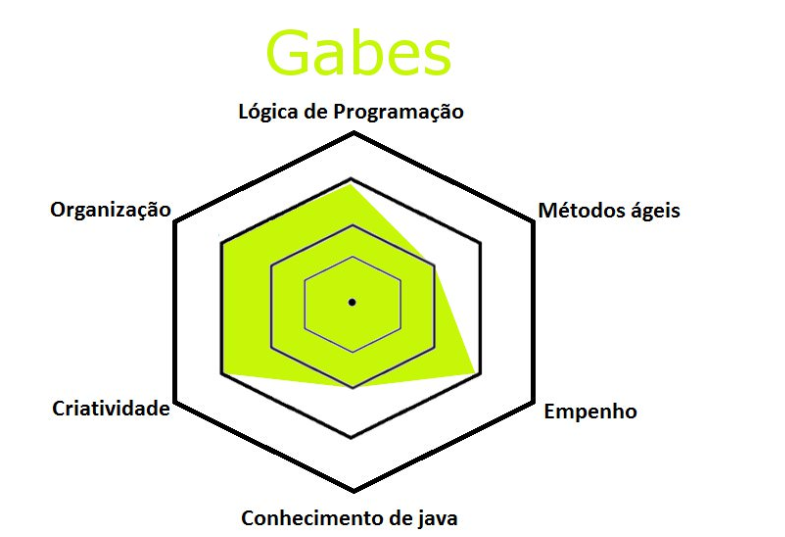 Gabes
Lógica de Programação
Organização
Métodos ágeis
Criatividade
Empenho
Conhecimento de java